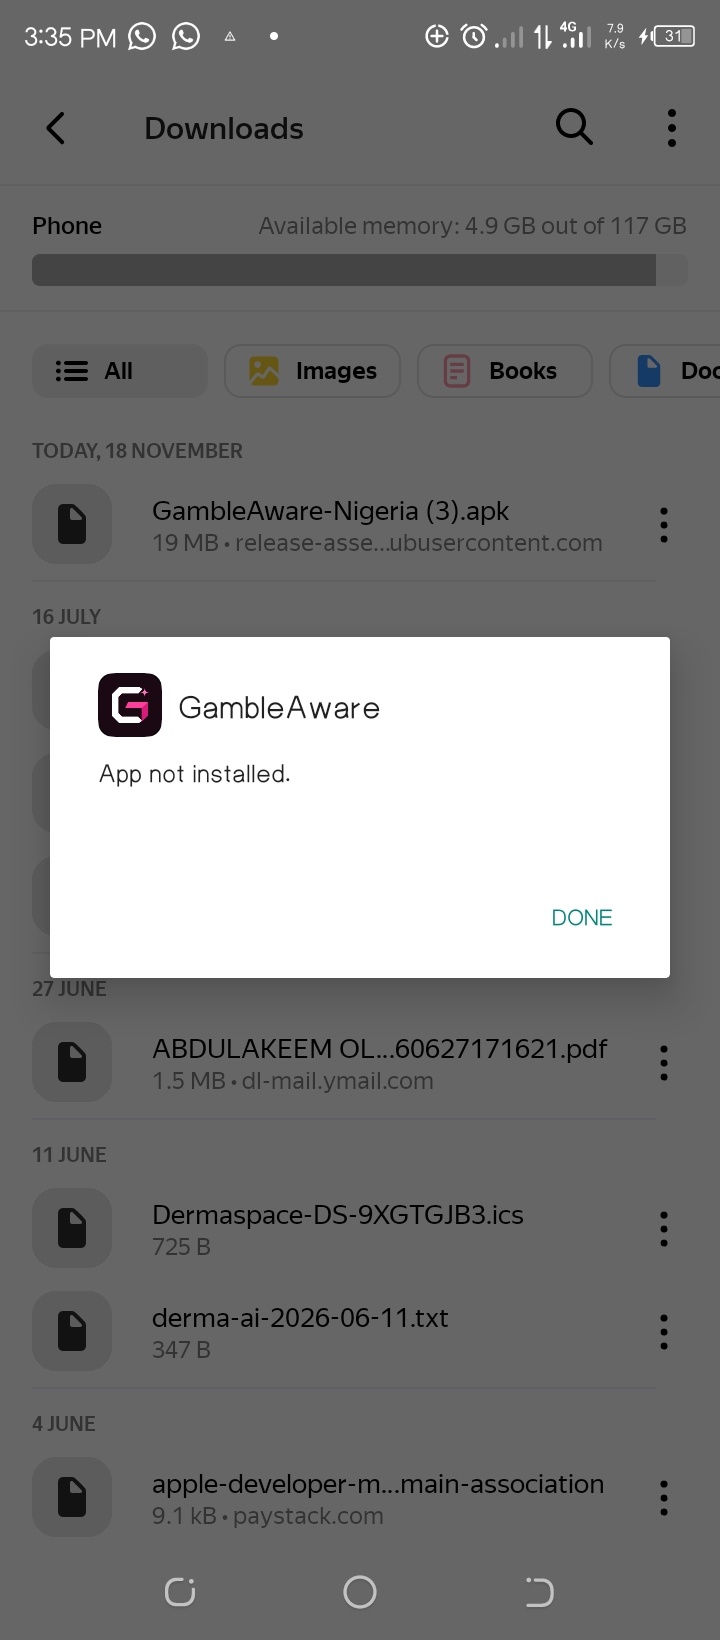 3:35 PM
4G
7.9
K/s
31
Downloads
Phone
Available memory: 4.9 GB out of 117 GB
All
Images
Books
Doc
TODAY, 18 NOVEMBER
GambleAware-Nigeria (3).apk
19 MB • release-asse...ubusercontent.com
16 JULY
GambleAware
App not installed.
DONE
27 JUNE
ABDULAKEEM OL...60627171621.pdf
1.5 MB • dl-mail.ymail.com
11 JUNE
Dermaspace-DS-9XGTGJB3.ics
725 B
derma-ai-2026-06-11.txt
347 B
4 JUNE
apple-developer-m...main-association
9.1 kB • paystack.com